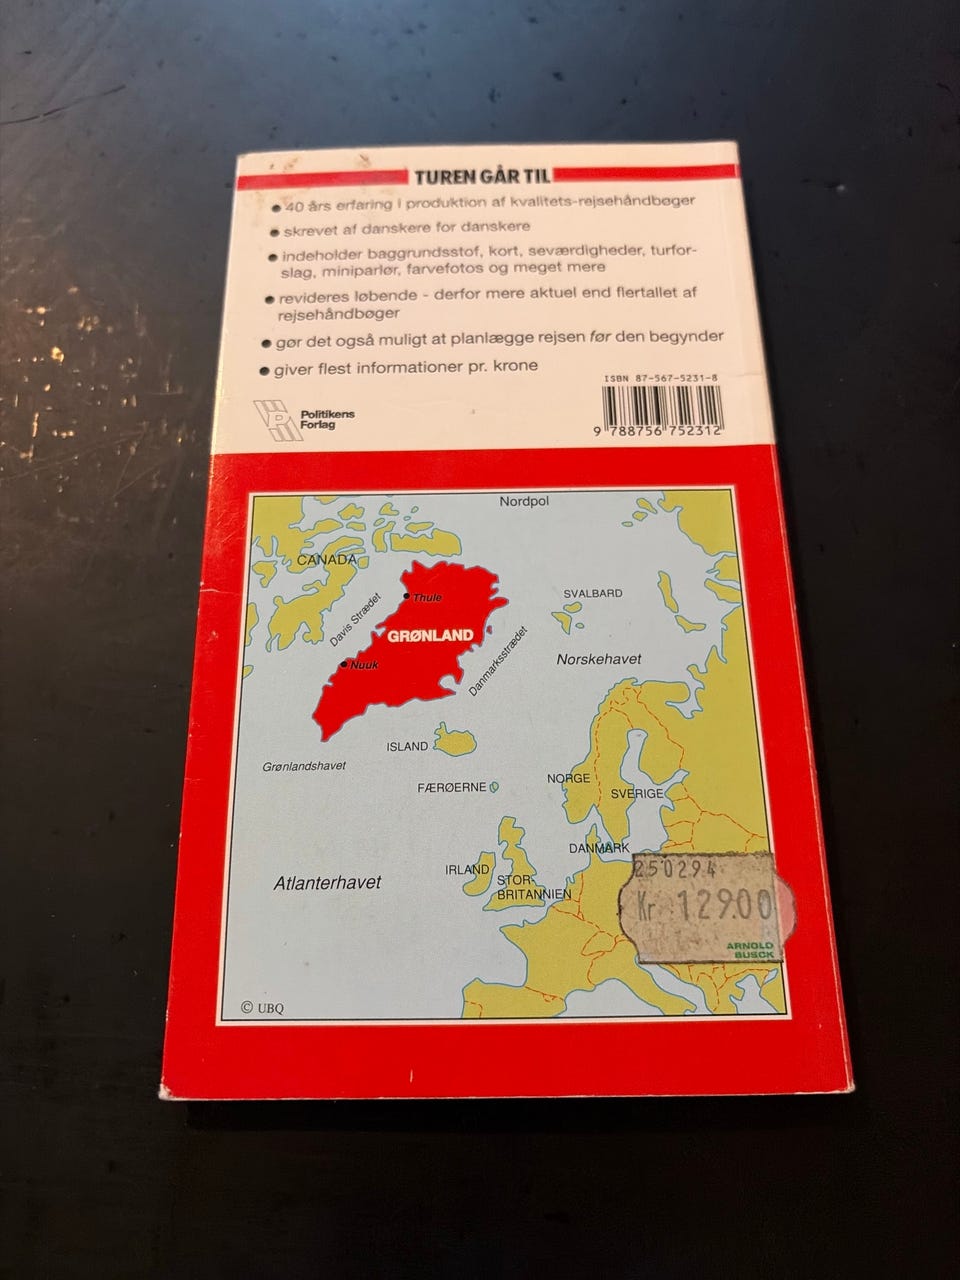 TUREN GÅR TIL
● 40 års erfaring i produktion af kvalitets-rejsehåndbøger
● skrevet af danskere for danskere
● indeholder baggrundsstof, kort, seværdigheder, turfor-
slag, miniparlør, farvefotos og meget mere
● revideres løbende - derfor mere aktuel end flertallet af
rejsehåndbøger
● gør det også muligt at planlægge rejsen før den begynder
● giver flest informationer pr. krone
ISBN 87-567-5231-8
9 788756 752312
Politikens
Forlag
Nordpol
CANADA
SVALBARD
Thule
Davis Strædet
GRØNLAND
Danmarksstrædet
Norskehavet
Nuuk
ISLAND
Grønlandshavet
FÆRØERNE
NORGE
SVERIGE
DANMARK
IRLAND
STOR-
BRITANNIEN
Atlanterhavet
250294
Kr. 129.00
ARNOLD
BUSCK
© UBQ